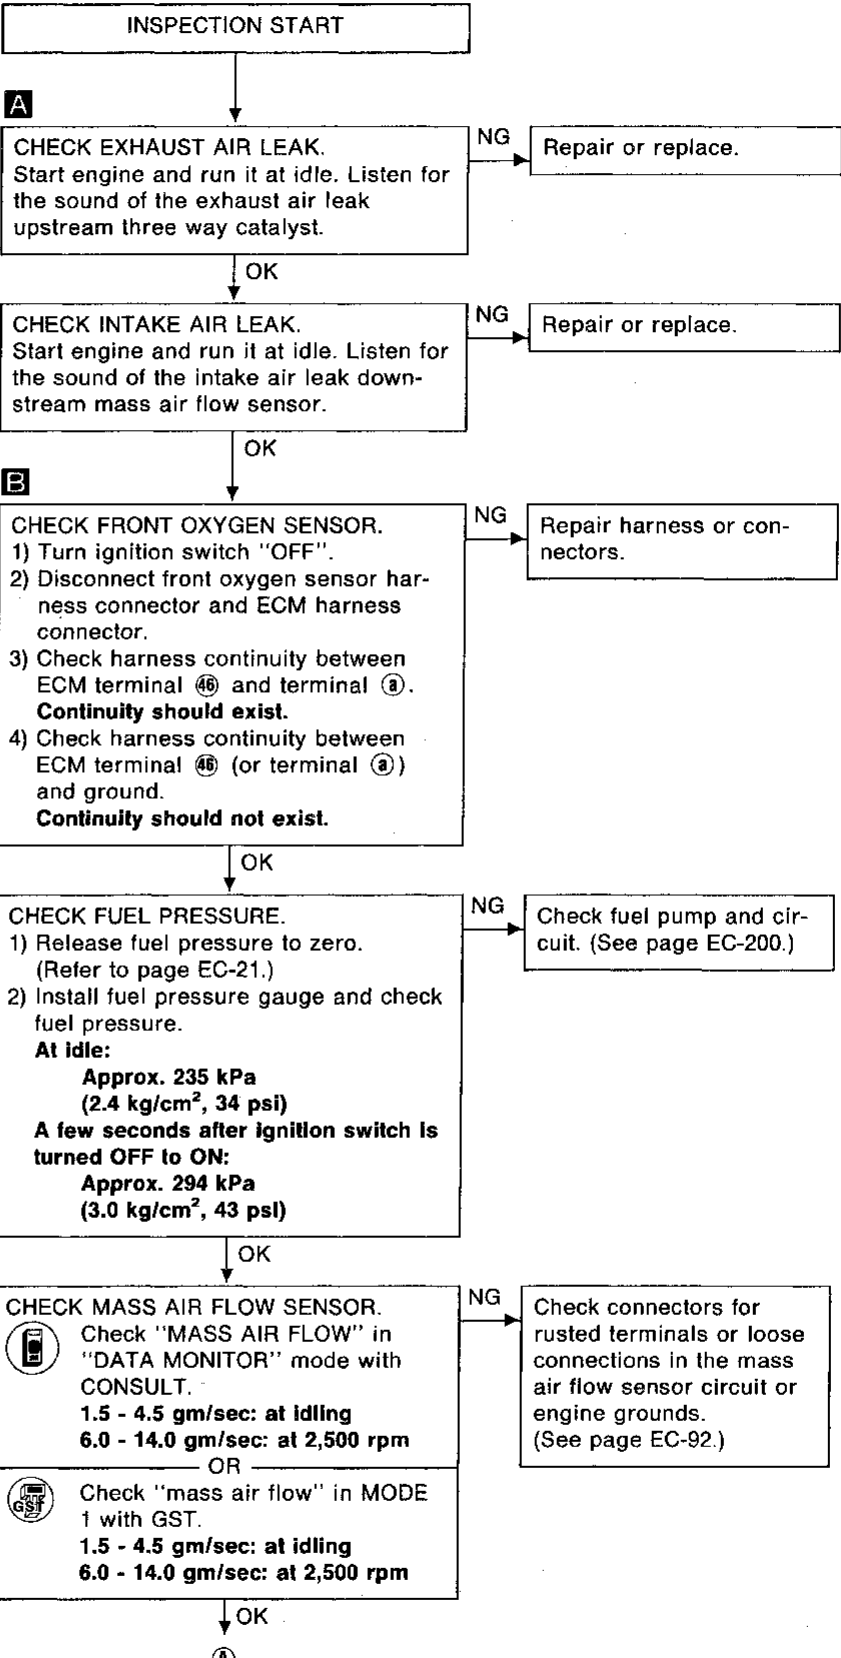 INSPECTION START
A
CHECK EXHAUST AIR LEAK.
Start engine and run it at idle. Listen for
the sound of the exhaust air leak
upstream three way catalyst.
NG
Repair or replace.
OK
CHECK INTAKE AIR LEAK.
Start engine and run it at idle. Listen for
the sound of the intake air leak down-
stream mass air flow sensor.
NG
Repair or replace.
OK
B
CHECK FRONT OXYGEN SENSOR.
1) Turn ignition switch "OFF".
2) Disconnect front oxygen sensor har-
ness connector and ECM harness
connector.
3) Check harness continuity between
ECM terminal 46 and terminal a.
Continuity should exist.
4) Check harness continuity between
ECM terminal 46 (or terminal a)
and ground.
Continuity should not exist.
NG
Repair harness or con-
nectors.
OK
CHECK FUEL PRESSURE.
1) Release fuel pressure to zero.
(Refer to page EC-21.)
2) Install fuel pressure gauge and check
fuel pressure.
At idle:
Approx. 235 kPa
(2.4 kg/cm², 34 psi)
A few seconds after ignition switch is
turned OFF to ON:
Approx. 294 kPa
(3.0 kg/cm², 43 psi)
NG
Check fuel pump and cir-
cuit. (See page EC-200.)
OK
CHECK MASS AIR FLOW SENSOR.
Check "MASS AIR FLOW" in
"DATA MONITOR" mode with
CONSULT.
1.5 - 4.5 gm/sec: at idling
6.0 - 14.0 gm/sec: at 2,500 rpm
OR
GST
Check "mass air flow" in MODE
1 with GST.
1.5 - 4.5 gm/sec: at idling
6.0 - 14.0 gm/sec: at 2,500 rpm
NG
Check connectors for
rusted terminals or loose
connections in the mass
air flow sensor circuit or
engine grounds.
(See page EC-92.)
OK
A